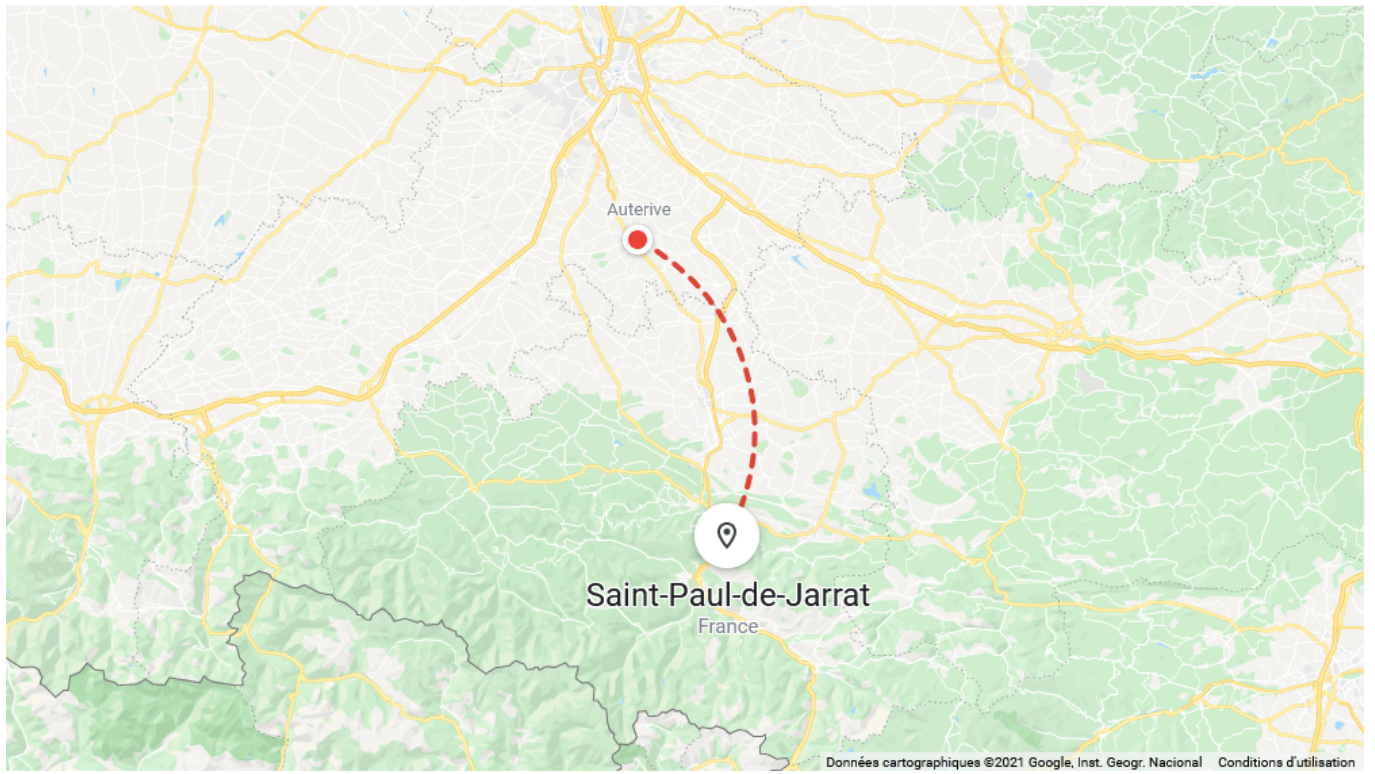 Auterive
Saint-Paul-de-Jarrat
France
Données cartographiques ©2021 Google, Inst. Geogr. Nacional Conditions d'utilisation